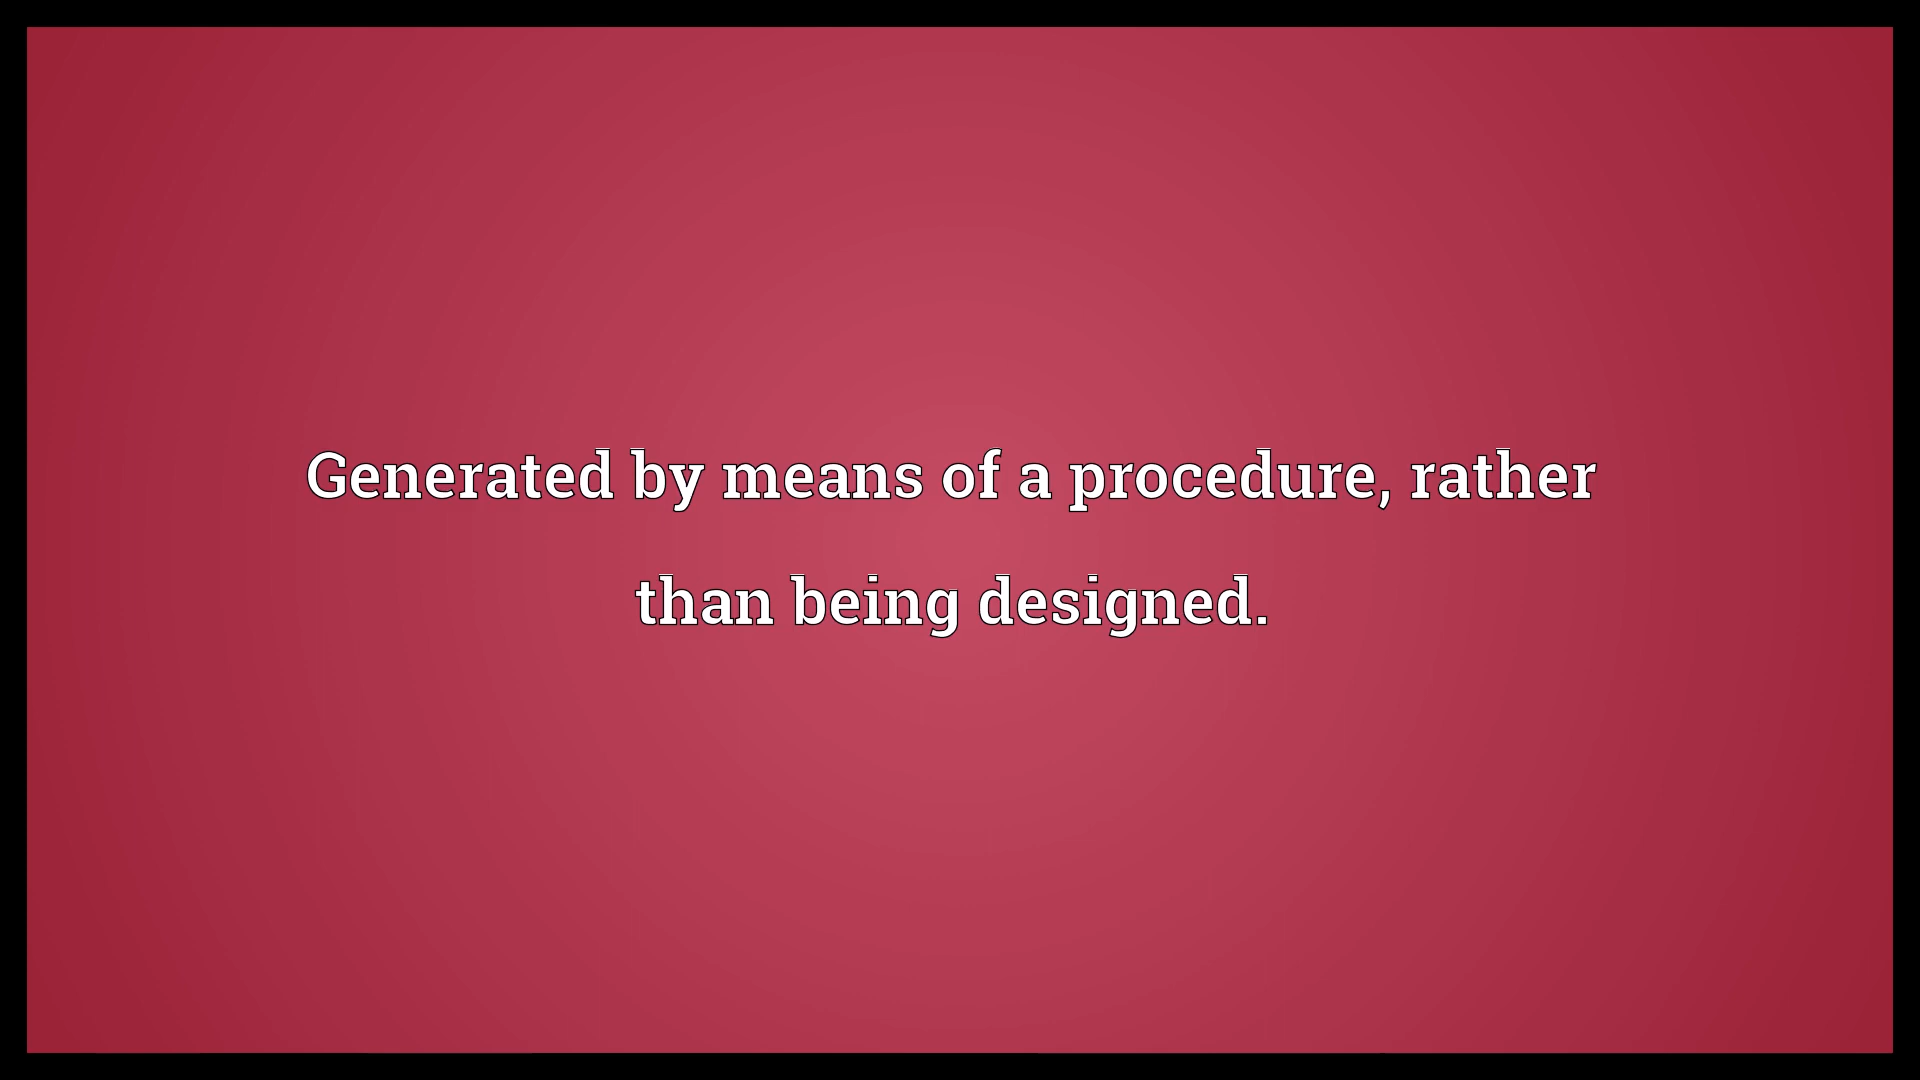 Generated by means of a procedure, rather
than being designed.